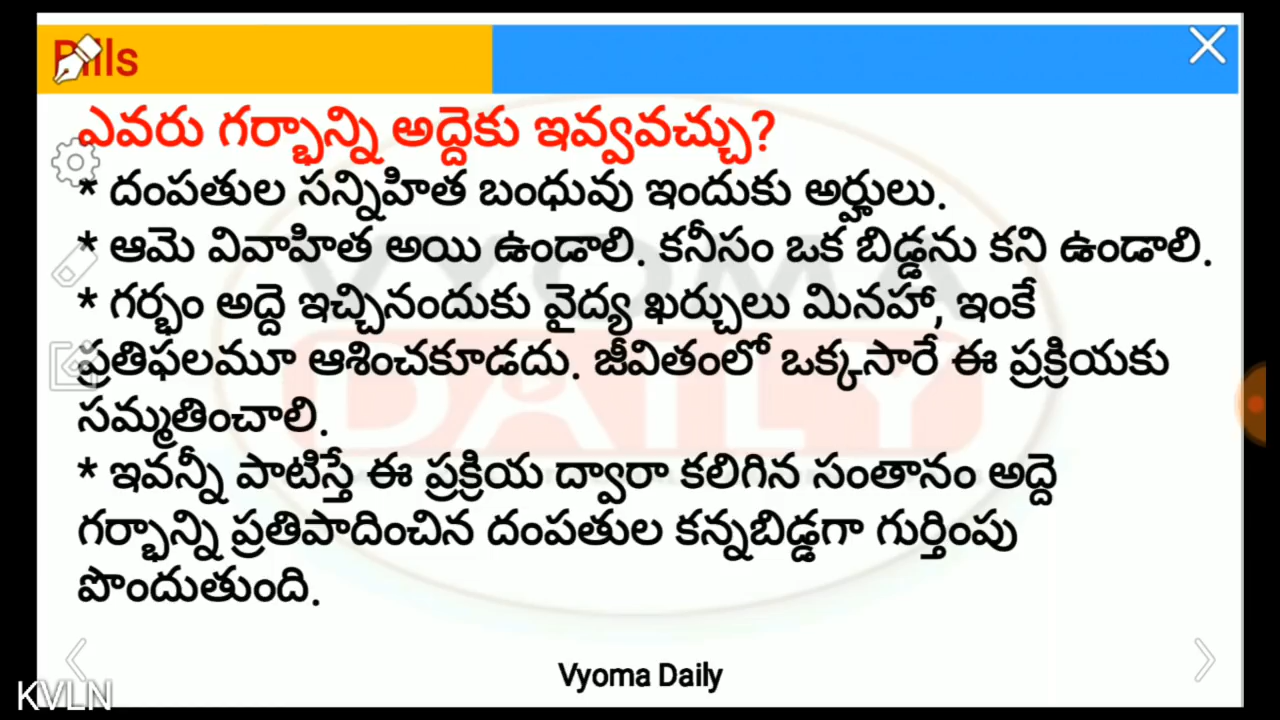 Bills
ఎవరు గర్భాన్ని అద్దెకు ఇవ్వవచ్చు?
* దంపతుల సన్నిహిత బంధువు ఇందుకు అర్హులు.
* ఆమె వివాహిత అయి ఉండాలి. కనీసం ఒక బిడ్డను కని ఉండాలి.
* గర్భం అద్దె ఇచ్చినందుకు వైద్య ఖర్చులు మినహా, ఇంకే
ప్రతిఫలమూ ఆశించకూడదు. జీవితంలో ఒక్కసారే ఈ ప్రక్రియకు
సమ్మతించాలి.
* ఇవన్నీ పాటిస్తే ఈ ప్రక్రియ ద్వారా కలిగిన సంతానం అద్దె
గర్భాన్ని ప్రతిపాదించిన దంపతుల కన్నబిడ్డగా గుర్తింపు
పొందుతుంది.
VYOMA
DAILY
Vyoma Daily
KVLN